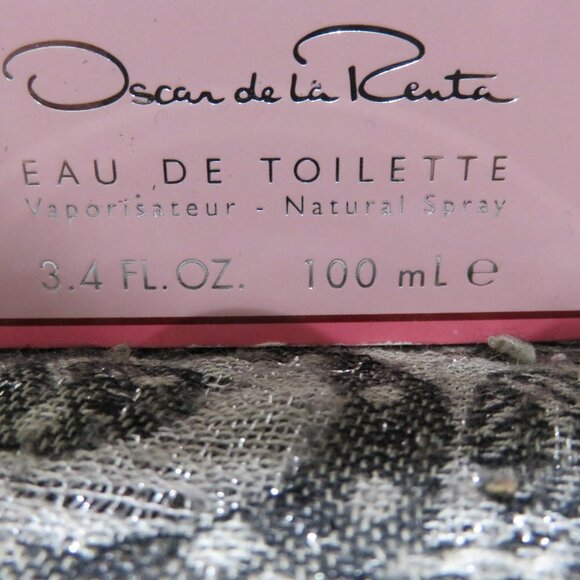 Oscar de la Renta
EAU DE TOILETTE
Vaporisateur - Natural Spray
3.4 FL.OZ. 100 mL ℮